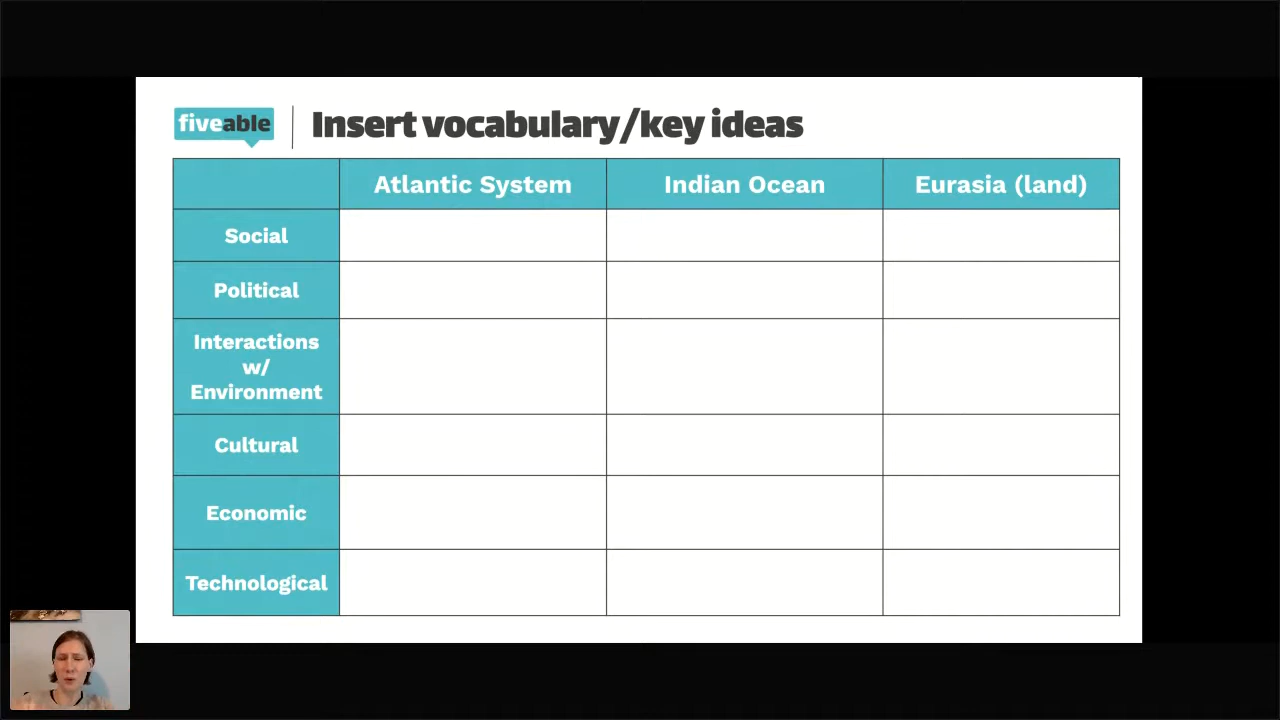 fiveable
Insert vocabulary/key ideas
Atlantic System
Indian Ocean
Eurasia (land)
Social
Political
Interactions
w/
Environment
Cultural
Economic
Technological